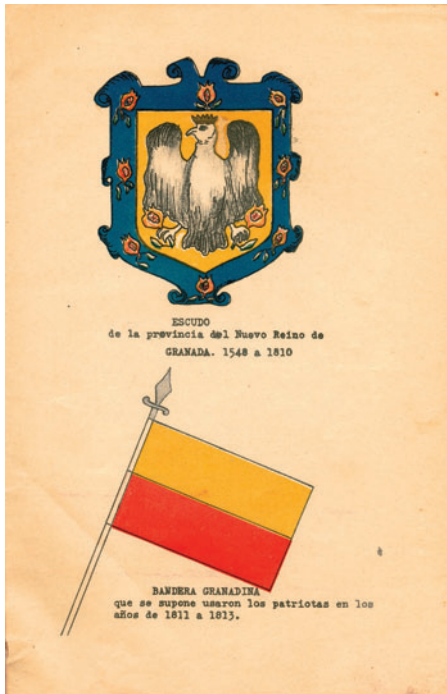 ESCUDO
de la provincia del Nuevo Reino de
GRANADA. 1548 a 1810
BANDERA GRANADINA
que se supone usaron los patriotas en los
años de 1811 a 1813.